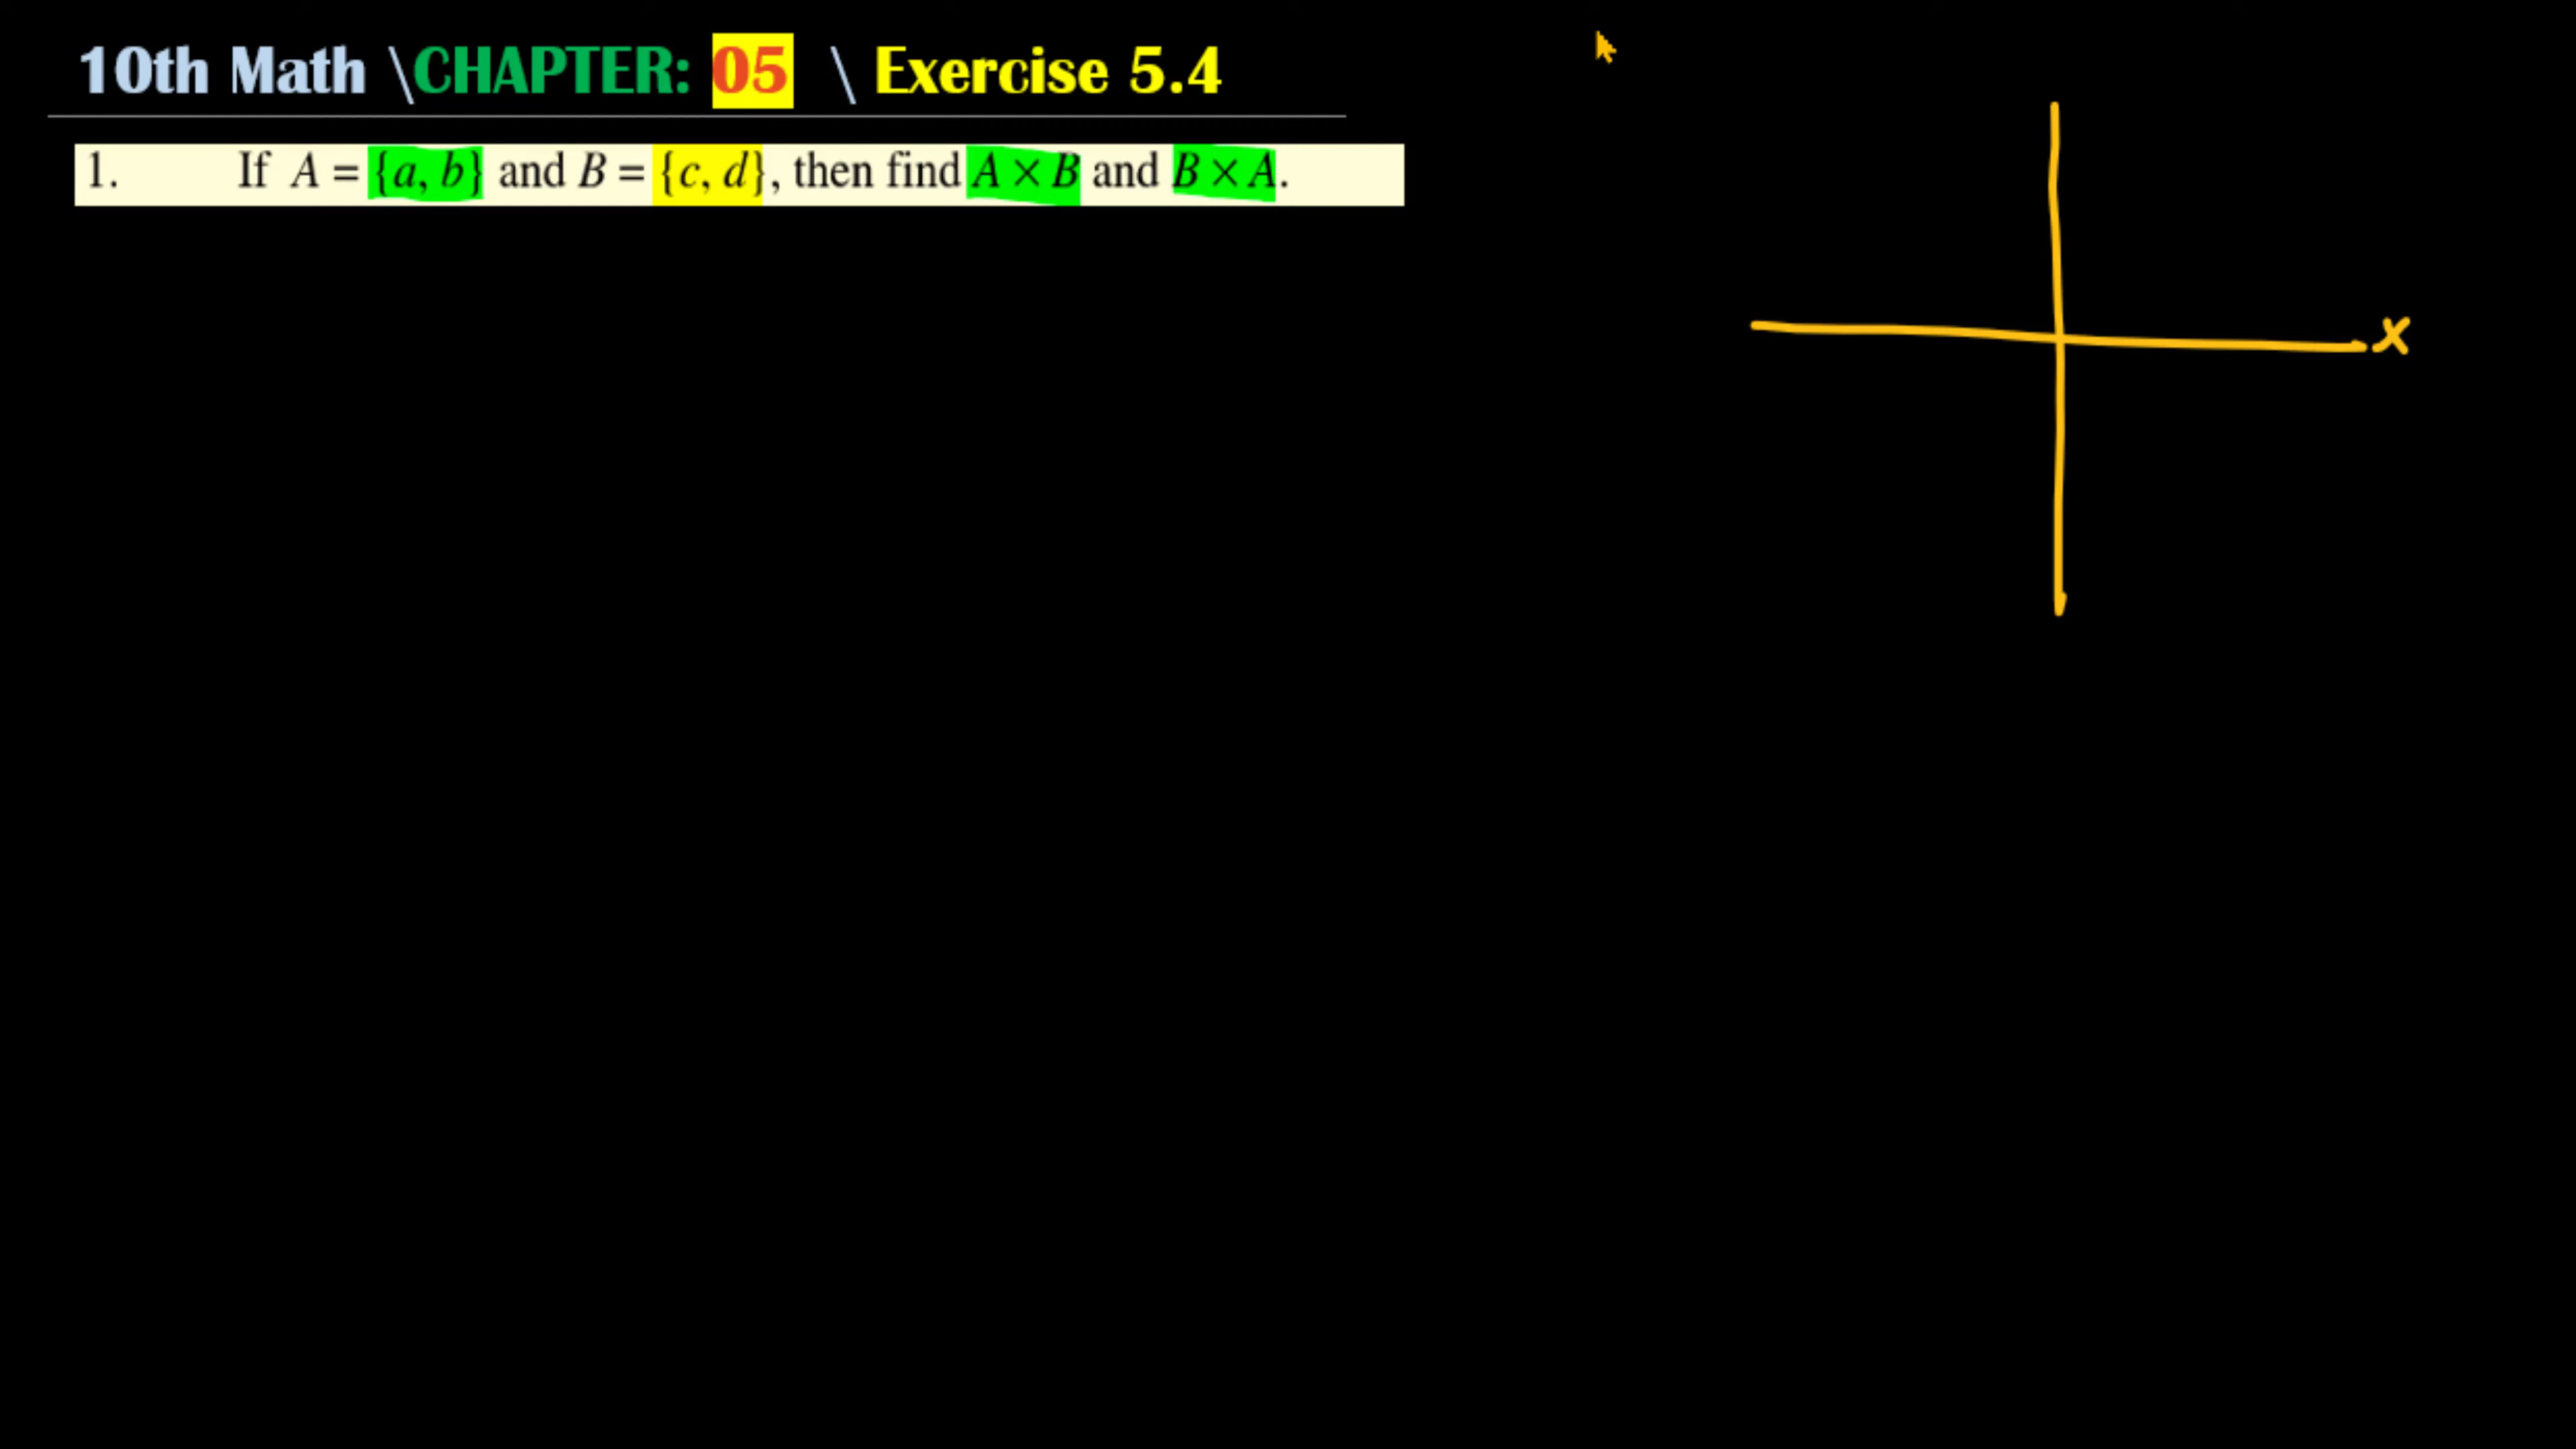 10th Math \CHAPTER: 05 \ Exercise 5.4
1. If A = {a, b} and B = {c, d}, then find A × B and B × A.
x